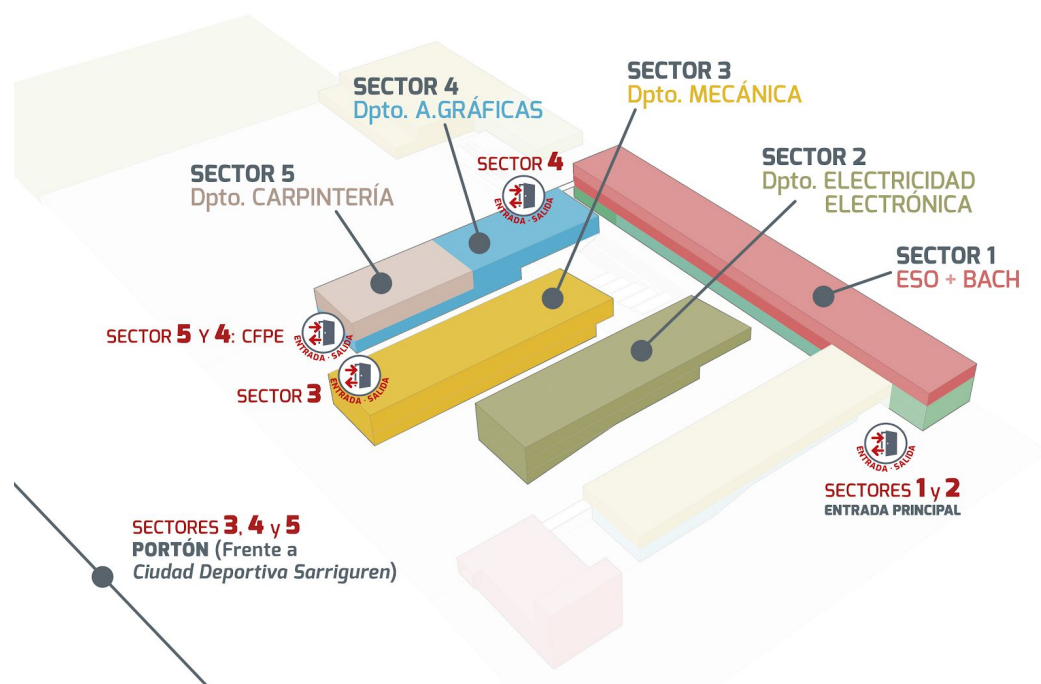 SECTOR 3
Dpto. MECÁNICA
SECTOR 4
Dpto. A.GRÁFICAS
SECTOR 2
Dpto. ELECTRICIDAD
ELECTRÓNICA
SECTOR 5
Dpto. CARPINTERÍA
SECTOR 4
ENTRADA · SALIDA
SECTOR 1
ESO + BACH
SECTOR 5 Y 4: CFPE
ENTRADA · SALIDA
SECTOR 3
ENTRADA · SALIDA
ENTRADA · SALIDA
SECTORES 1 y 2
ENTRADA PRINCIPAL
SECTORES 3, 4 y 5
PORTÓN (Frente a
Ciudad Deportiva Sarriguren)